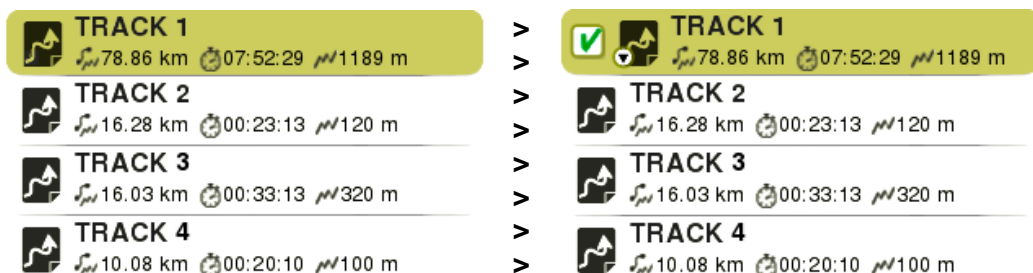 TRACK 1
78.86 km 07:52:29 1189 m
TRACK 2
16.28 km 00:23:13 120 m
TRACK 3
16.03 km 00:33:13 320 m
TRACK 4
10.08 km 00:20:10 100 m
>
>
>
>
>
>
>
>
TRACK 1
78.86 km 07:52:29 1189 m
TRACK 2
16.28 km 00:23:13 120 m
TRACK 3
16.03 km 00:33:13 320 m
TRACK 4
10.08 km 00:20:10 100 m